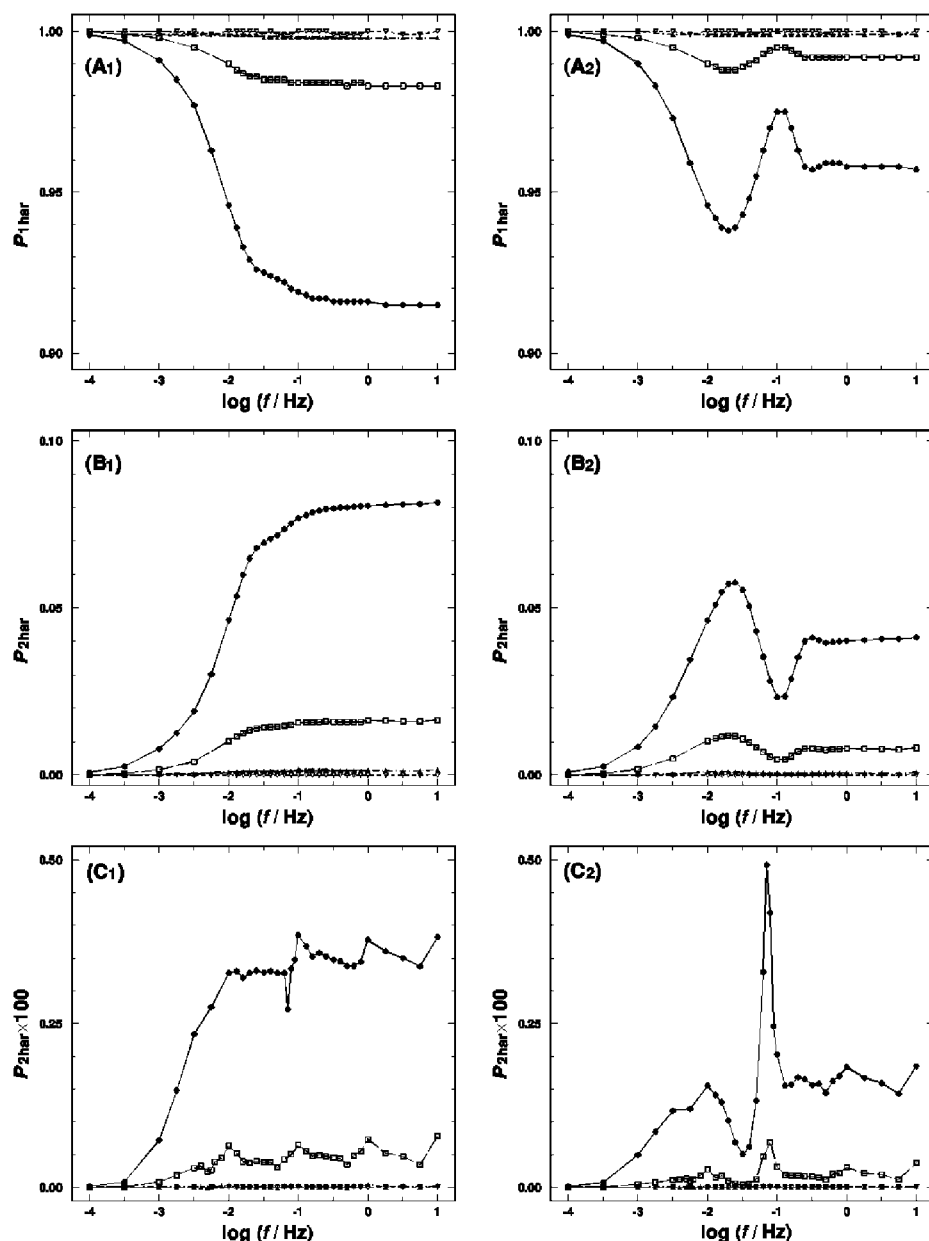 1.00
0.95
0.90
P1har
(A1)
-4 -3 -2 -1 0 1
log (f / Hz)
1.00
0.95
0.90
P1har
(A2)
-4 -3 -2 -1 0 1
log (f / Hz)
0.10
0.05
0.00
P2har
(B1)
-4 -3 -2 -1 0 1
log (f / Hz)
0.10
0.05
0.00
P2har
(B2)
-4 -3 -2 -1 0 1
log (f / Hz)
0.50
0.25
0.00
P2har×100
(C1)
-4 -3 -2 -1 0 1
log (f / Hz)
0.50
0.25
0.00
P2har×100
(C2)
-4 -3 -2 -1 0 1
log (f / Hz)